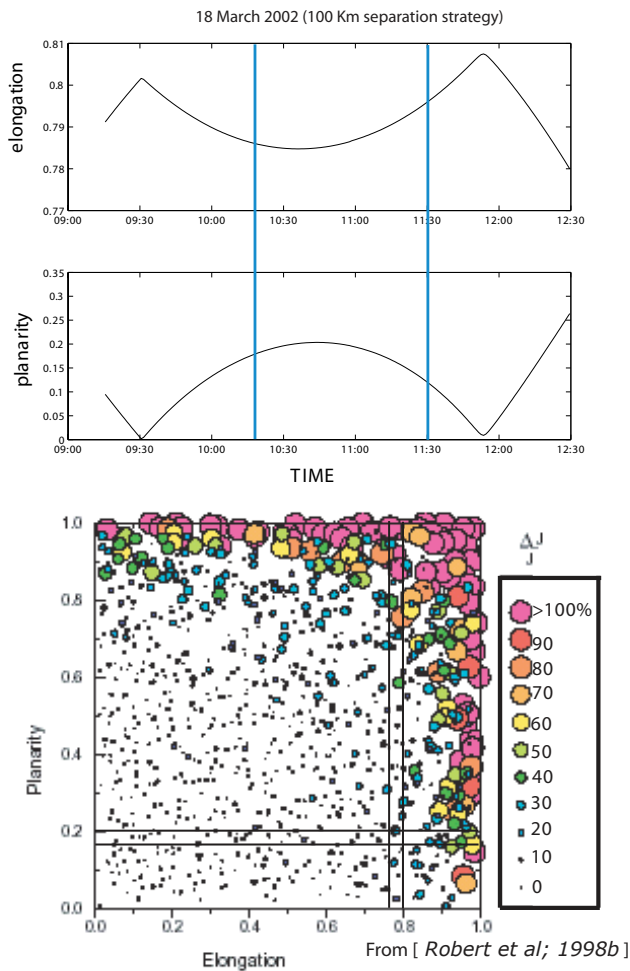 18 March 2002 (100 Km separation strategy)
0.81
0.8
0.79
0.78
0.77
elongation
09:00 09:30 10:00 10:30 11:00 11:30 12:00 12:30
0.35
0.3
0.25
0.2
0.15
0.1
0.05
0
planarity
09:00 09:30 10:00 10:30 11:00 11:30 12:00 12:30
TIME
1.0
0.8
0.6
0.4
0.2
0.0
Planarity
0.0 0.2 0.4 0.6 0.8 1.0
Elongation
ΔJ
J
>100%
90
80
70
60
50
40
30
20
10
0
From [ Robert et al; 1998b ]